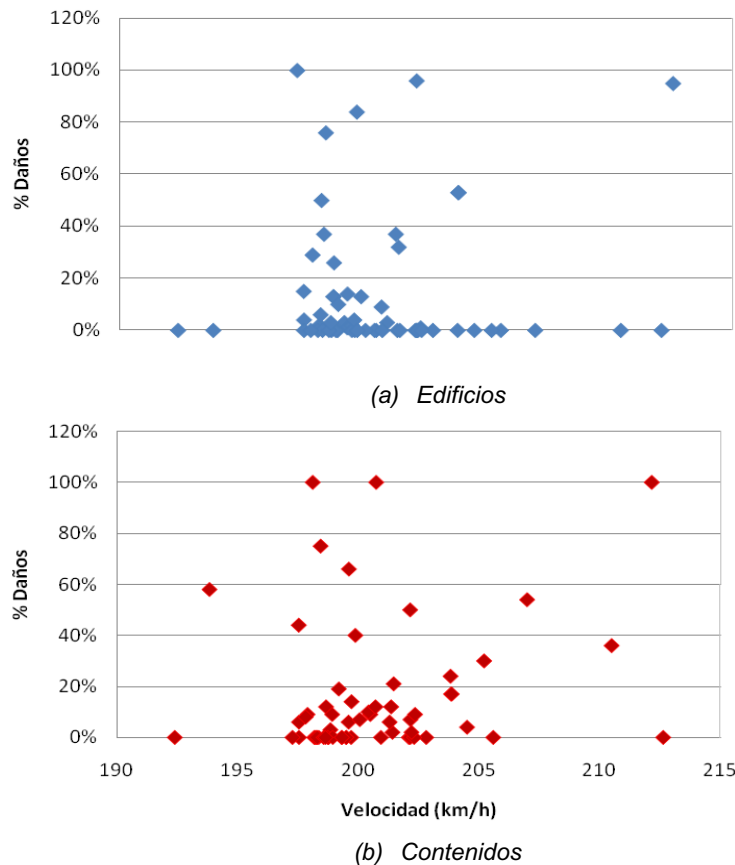 120%
100%
80%
60%
40%
20%
0%
% Daños
(a) Edificios
120%
100%
80%
60%
40%
20%
0%
% Daños
190 195 200 205 210 215
Velocidad (km/h)
(b) Contenidos